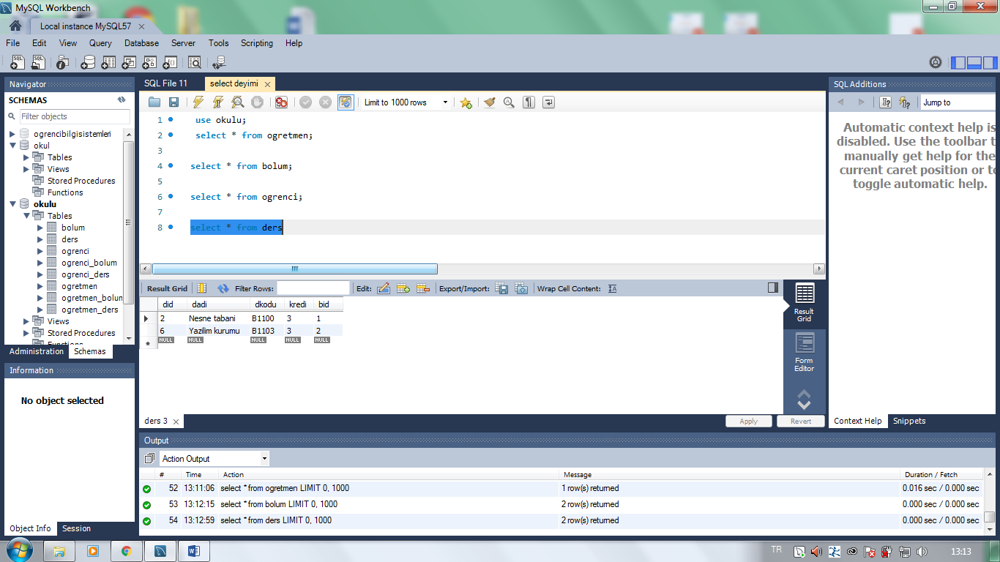 MySQL Workbench
Local instance MySQL57
File Edit View Query Database Server Tools Scripting Help
Navigator
SCHEMAS
Filter objects
ogrencibilgisistemleri
okul
Tables
Views
Stored Procedures
Functions
okulu
Tables
bolum
ders
ogrenci
ogrenci_bolum
ogrenci_ders
ogretmen
ogretmen_bolun
ogretmen_ders
Views
Stored Procedures
Administration Schemas
Information
No object selected
Object Info Session
SQL File 11 select deyimi
Limit to 1000 rows
1 use okulu;
2 select * from ogretmen;
3
4 select * from bolum;
5
6 select * from ogrenci;
7
8 select * from ders
Result Grid Filter Rows: Edit: Export/Import: Wrap Cell Content:
did dadi dkodu kredi bid
2 Nesne tabani B1100 3 1
6 Yazilim kurumu B1103 3 2
NULL NULL NULL NULL NULL
Result Grid
Form Editor
ders 3
Apply Revert
SQL Additions
Jump to
Automatic context help is
disabled. Use the toolbar t
manually get help for the
current caret position or to
toggle automatic help.
Context Help Snippets
Output
Action Output
# Time Action Message Duration / Fetch
52 13:11:06 select * from ogretmen LIMIT 0, 1000 1 row(s) returned 0.016 sec / 0.000 sec
53 13:12:15 select * from bolum LIMIT 0, 1000 2 row(s) returned 0.000 sec / 0.000 sec
54 13:12:59 select * from ders LIMIT 0, 1000 2 row(s) returned 0.000 sec / 0.000 sec
TR 13:13